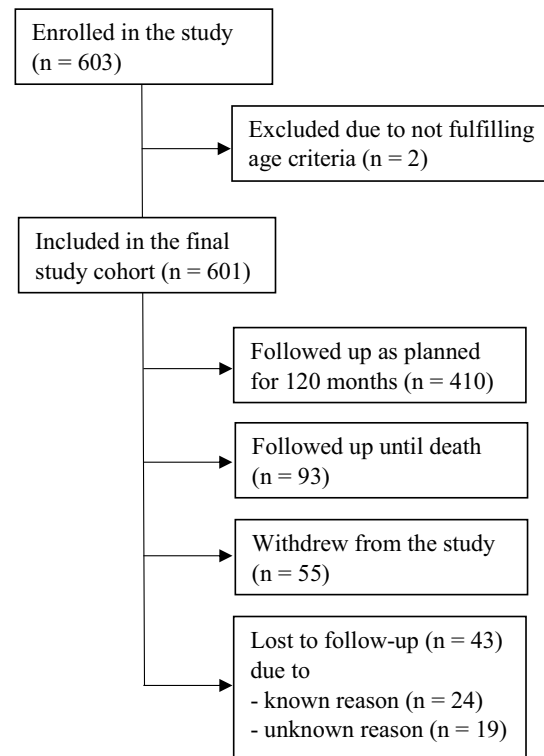 Enrolled in the study
(n = 603)
Excluded due to not fulfilling
age criteria (n = 2)
Included in the final
study cohort (n = 601)
Followed up as planned
for 120 months (n = 410)
Followed up until death
(n = 93)
Withdrew from the study
(n = 55)
Lost to follow-up (n = 43)
due to
- known reason (n = 24)
- unknown reason (n = 19)